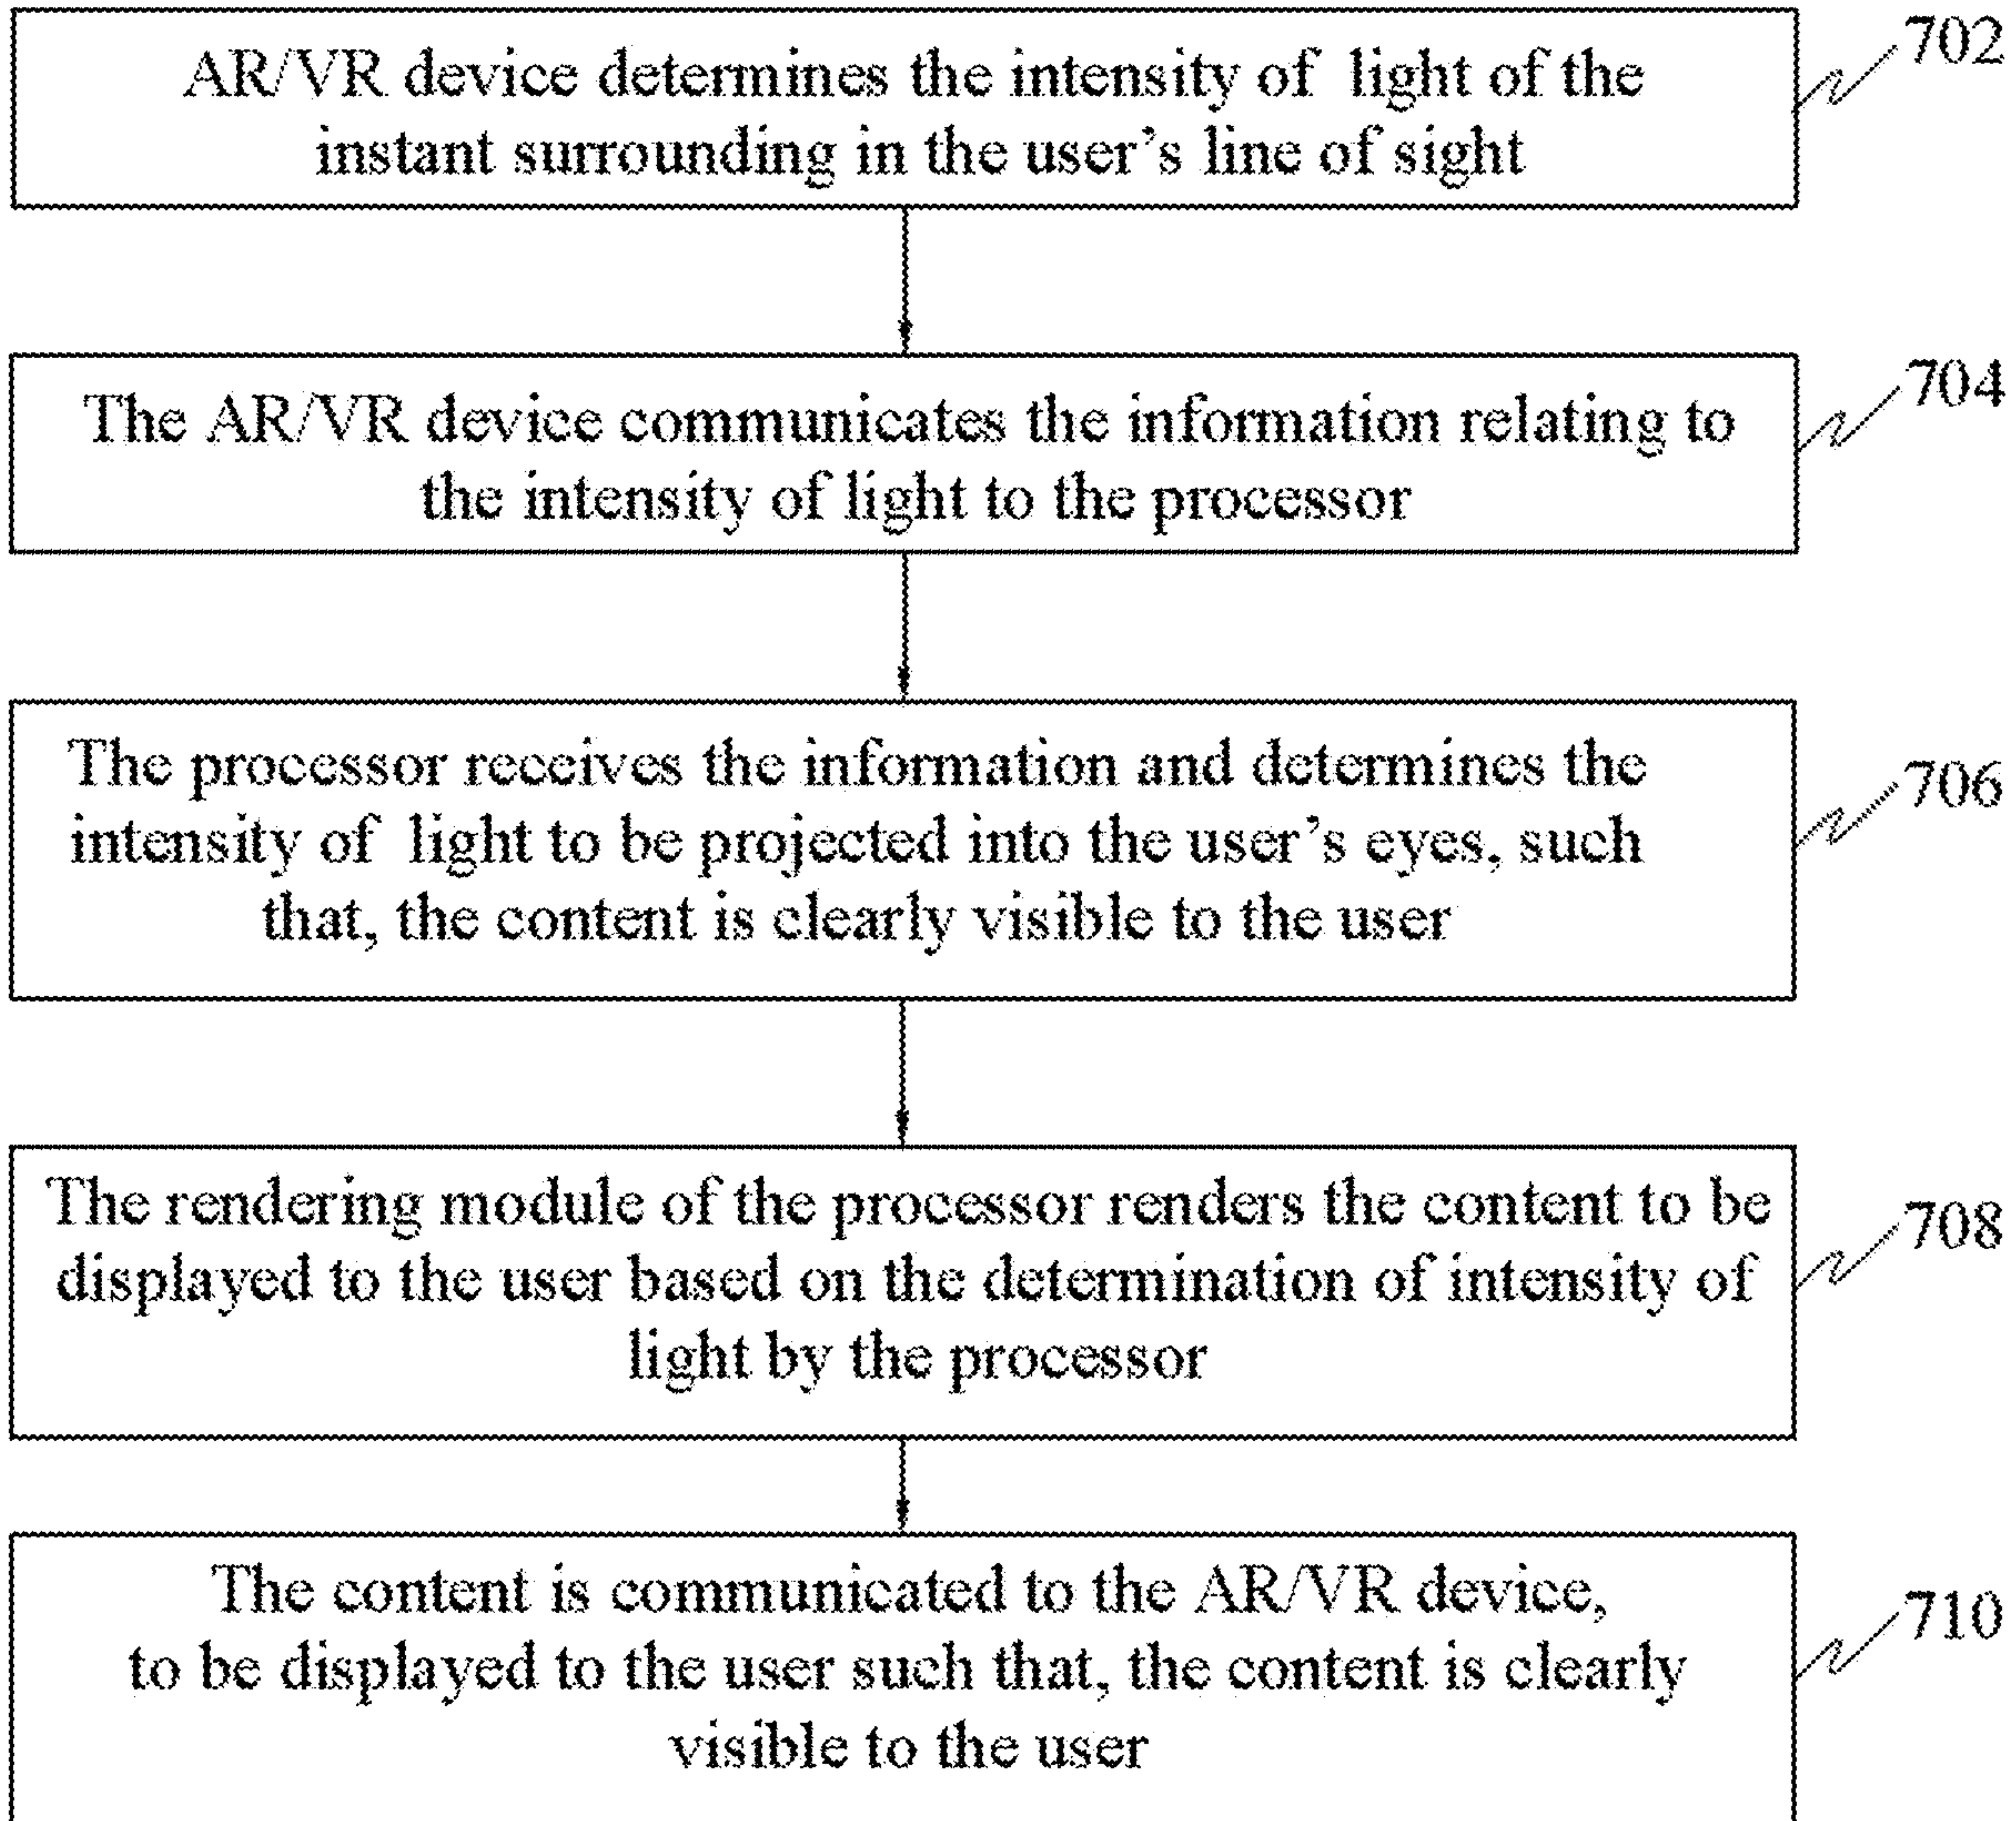 702
AR/VR device determines the intensity of light of the
instant surrounding in the user's line of sight
704
The AR/VR device communicates the information relating to
the intensity of light to the processor
The processor receives the information and determines the
706
intensity of light to be projected into the user's eyes, such
that, the content is clearly visible to the user
The rendering module of the processor renders the content to be
708
displayed to the user based on the determination of intensity of
light by the processor
The content is communicated to the AR/VR device,
710
to be displayed to the user such that, the content is clearly
visible to the user